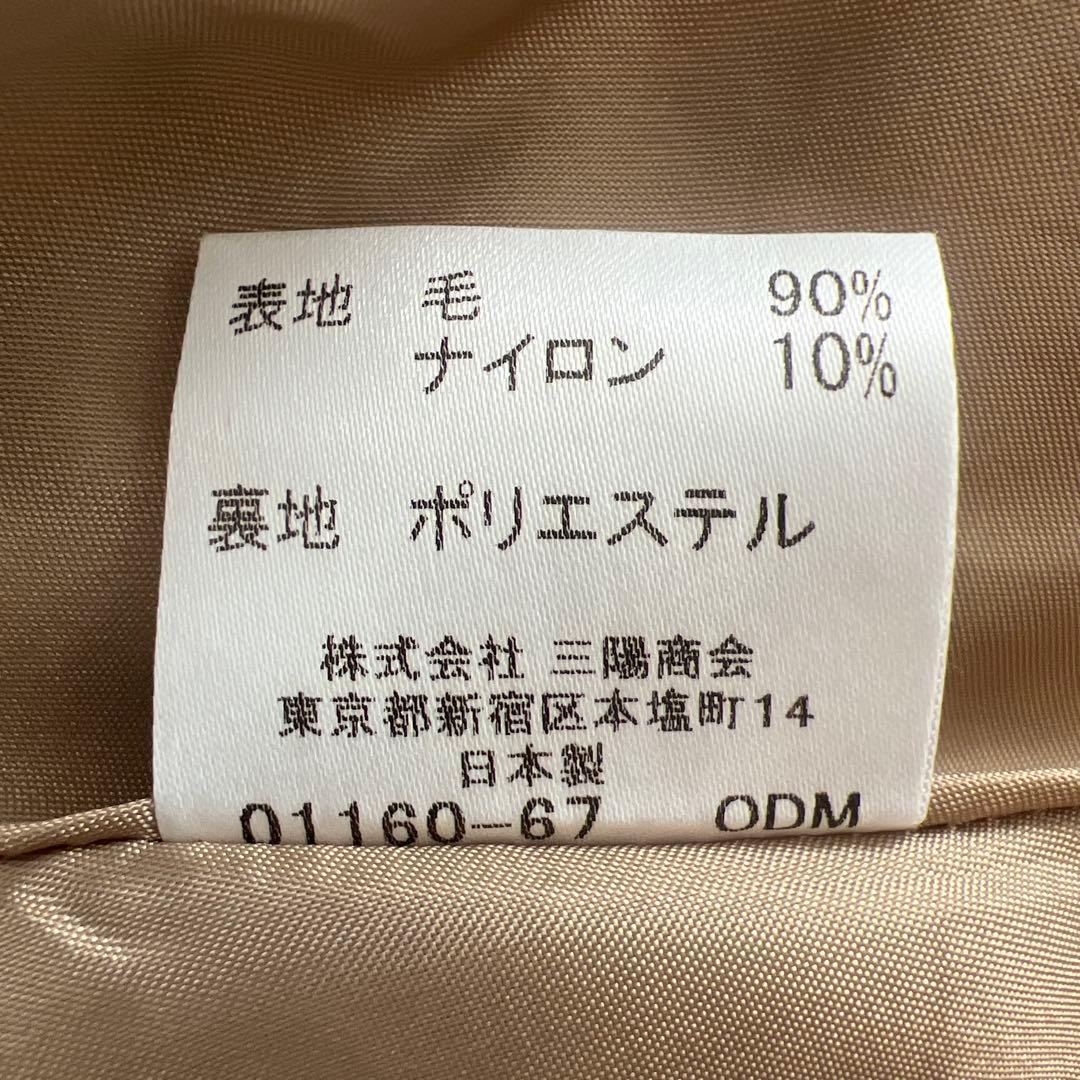 表地 毛 90%
ナイロン 10%
裏地 ポリエステル
株式会社 三陽商会
東京都新宿区本塩町14
日本製
01160-67 ODM